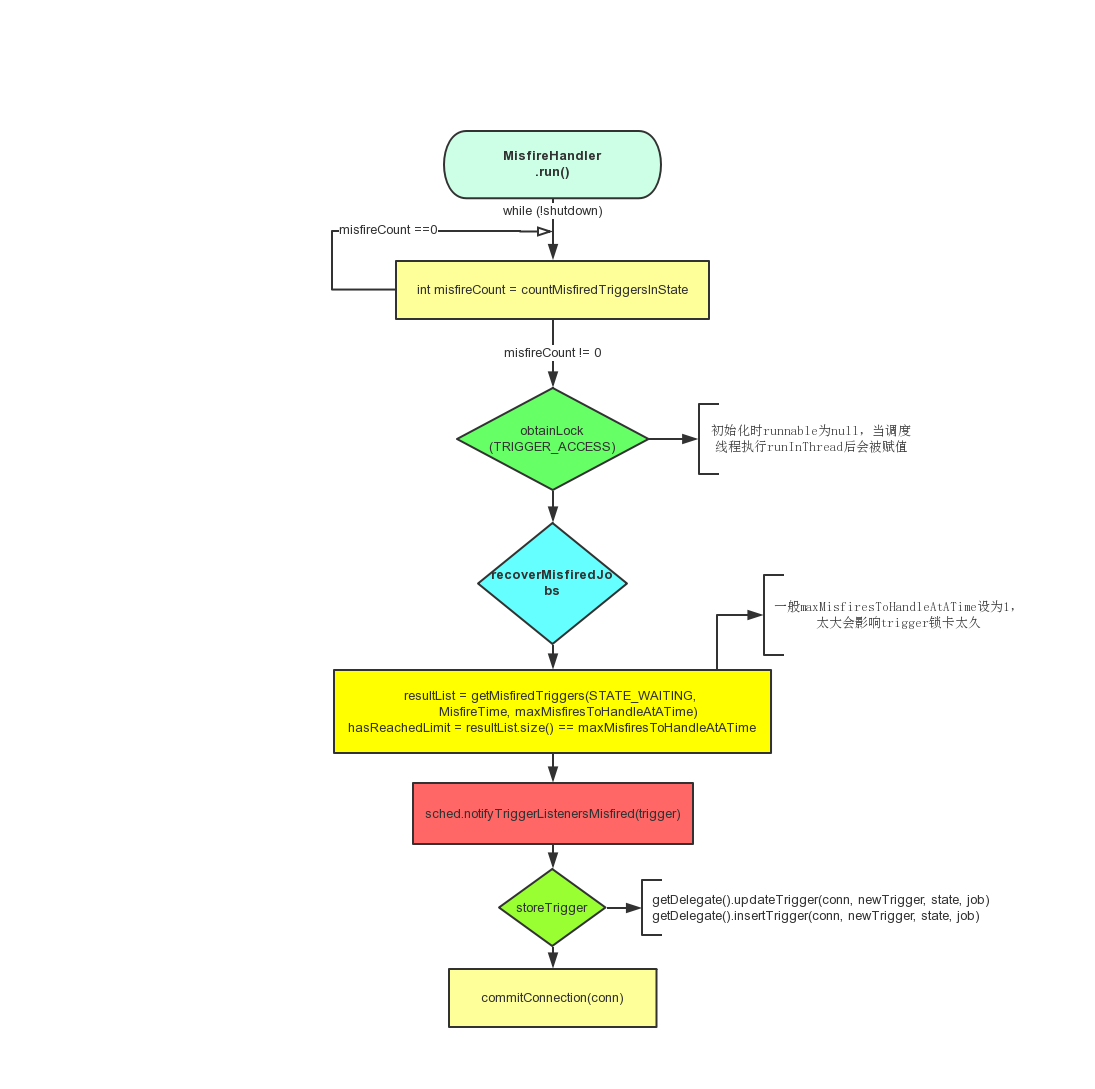 MisfireHandler
.run()
while (!shutdown)
misfireCount ==0
int misfireCount = countMisfiredTriggersInState
misfireCount != 0
obtainLock
(TRIGGER_ACCESS)
初始化时runnable为null，当调度
线程执行runInThread后会被赋值
recoverMisfiredJo
bs
一般maxMisfiresToHandleAtATime设为1，
太大会影响trigger锁卡太久
resultList = getMisfiredTriggers(STATE_WAITING,
MisfireTime, maxMisfiresToHandleAtATime)
hasReachedLimit = resultList.size() == maxMisfiresToHandleAtATime
sched.notifyTriggerListenersMisfired(trigger)
storeTrigger
getDelegate().updateTrigger(conn, newTrigger, state, job)
getDelegate().insertTrigger(conn, newTrigger, state, job)
commitConnection(conn)